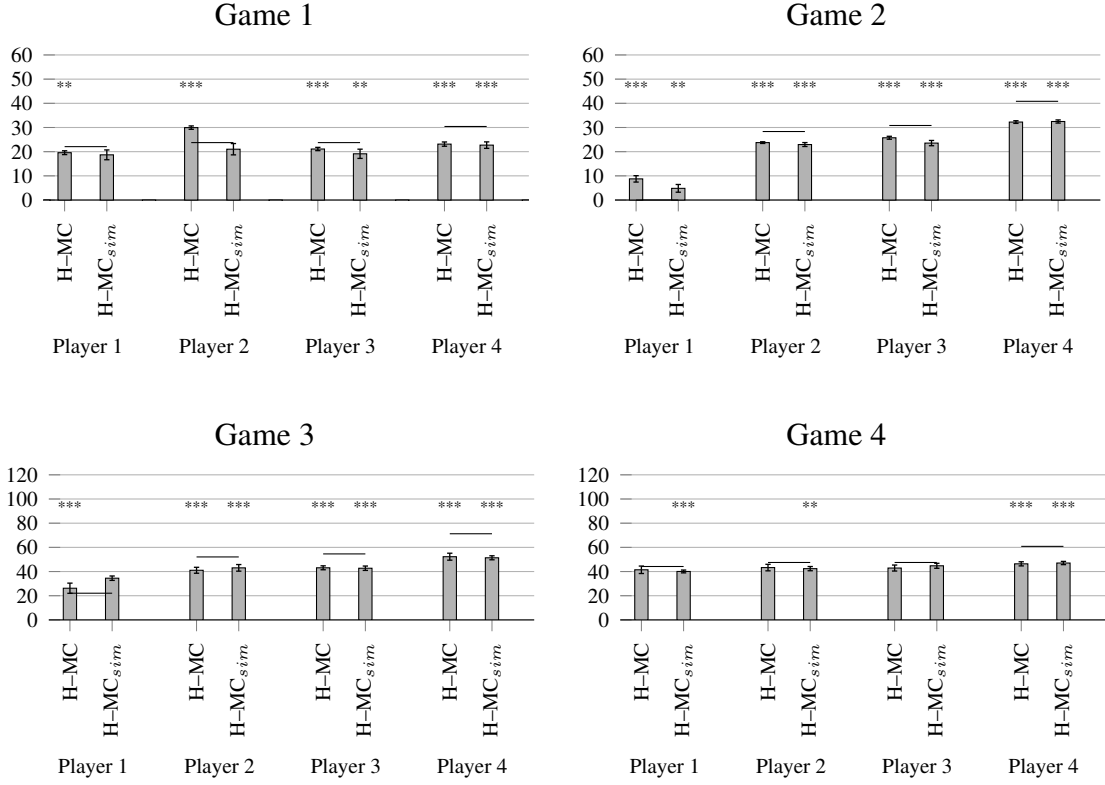 Game 1
60
50
40
30
20
10
0
** *** *** ** *** ***
H–MC H–MCsim H–MC H–MCsim H–MC H–MCsim H–MC H–MCsim
Player 1 Player 2 Player 3 Player 4
Game 2
60
50
40
30
20
10
0
*** ** *** *** *** *** *** ***
H–MC H–MCsim H–MC H–MCsim H–MC H–MCsim H–MC H–MCsim
Player 1 Player 2 Player 3 Player 4
Game 3
120
100
80
60
40
20
0
*** *** *** *** *** *** ***
H–MC H–MCsim H–MC H–MCsim H–MC H–MCsim H–MC H–MCsim
Player 1 Player 2 Player 3 Player 4
Game 4
120
100
80
60
40
20
0
*** ** *** ***
H–MC H–MCsim H–MC H–MCsim H–MC H–MCsim H–MC H–MCsim
Player 1 Player 2 Player 3 Player 4